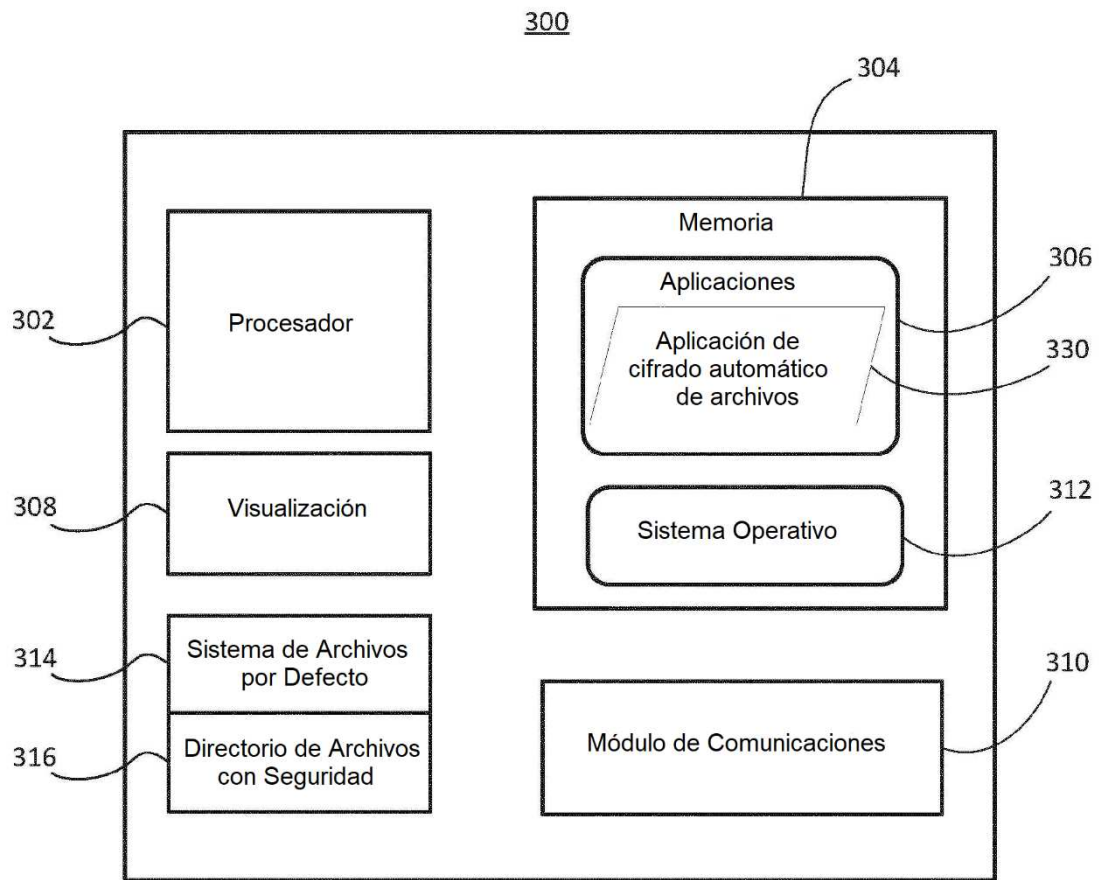 300
304
Memoria
306
Aplicaciones
302
Procesador
Aplicación de
cifrado automático
de archivos
330
308
Visualización
312
Sistema Operativo
314
Sistema de Archivos
por Defecto
310
316
Directorio de Archivos
con Seguridad
Módulo de Comunicaciones